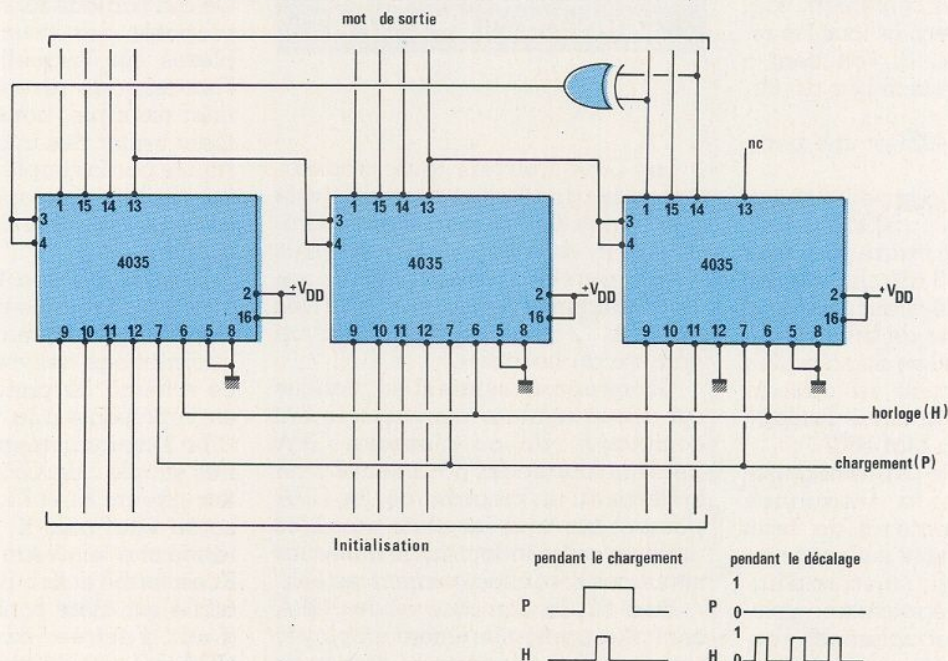 mot de sortie
nc
1 15 14 13
1 15 14 13
1 15 14 13
3
4
4035
2
16
+VDD
3
4
4035
2
16
+VDD
3
4
4035
2
16
+VDD
9 10 11 12 7 6 5 8
9 10 11 12 7 6 5 8
9 10 11 12 7 6 5 8
horloge (H)
chargement (P)
Initialisation
pendant le chargement
P
H
pendant le décalage
1
P 0
1
H 0